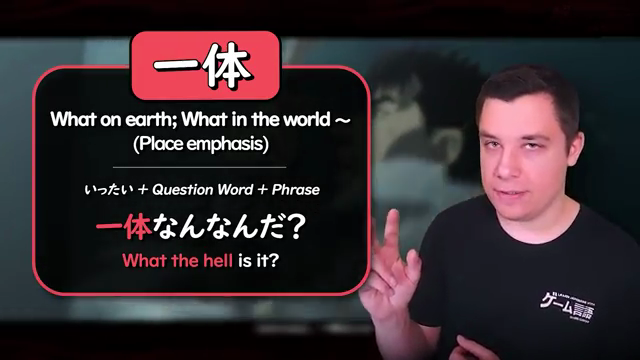 一体
What on earth; What in the world ～
(Place emphasis)
いったい + Question Word + Phrase
一体なんなんだ？
What the hell is it?
ゲーム言語